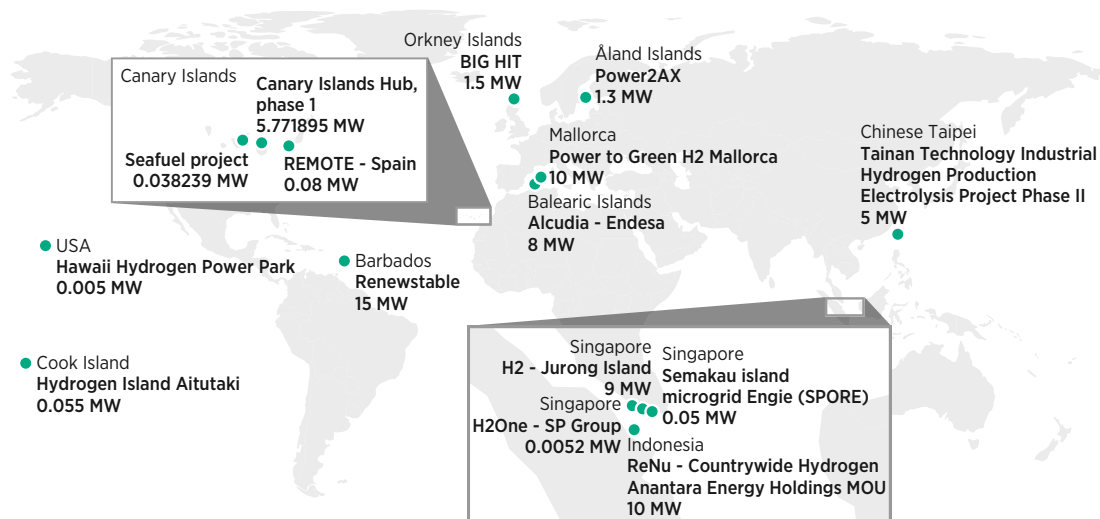 Orkney Islands
BIG HIT
1.5 MW
Åland Islands
Power2AX
1.3 MW
Canary Islands
Canary Islands Hub,
phase 1
5.771895 MW
Seafuel project
0.038239 MW
REMOTE - Spain
0.08 MW
Mallorca
Power to Green H2 Mallorca
10 MW
Balearic Islands
Alcudia - Endesa
8 MW
Chinese Taipei
Tainan Technology Industrial
Hydrogen Production
Electrolysis Project Phase II
5 MW
USA
Hawaii Hydrogen Power Park
0.005 MW
Barbados
Renewstable
15 MW
Cook Island
Hydrogen Island Aitutaki
0.055 MW
Singapore
H2 - Jurong Island
9 MW
Singapore
Semakau island
microgrid Engie (SPORE)
0.05 MW
Singapore
H2One - SP Group
0.0052 MW
Indonesia
ReNu - Countrywide Hydrogen
Anantara Energy Holdings MOU
10 MW